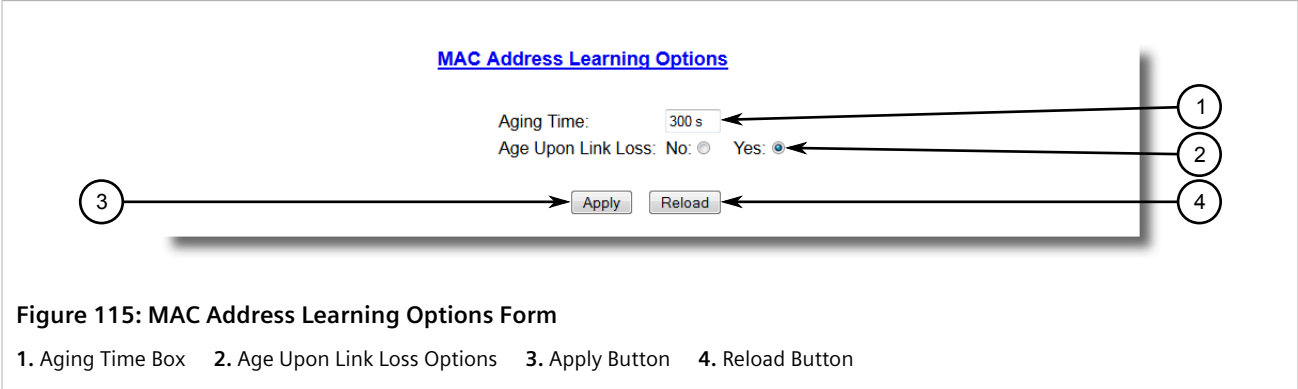 MAC Address Learning Options
Aging Time: 300 s
1
Age Upon Link Loss: No: Yes:
2
3
Apply Reload
4
Figure 115: MAC Address Learning Options Form
1. Aging Time Box 2. Age Upon Link Loss Options 3. Apply Button 4. Reload Button